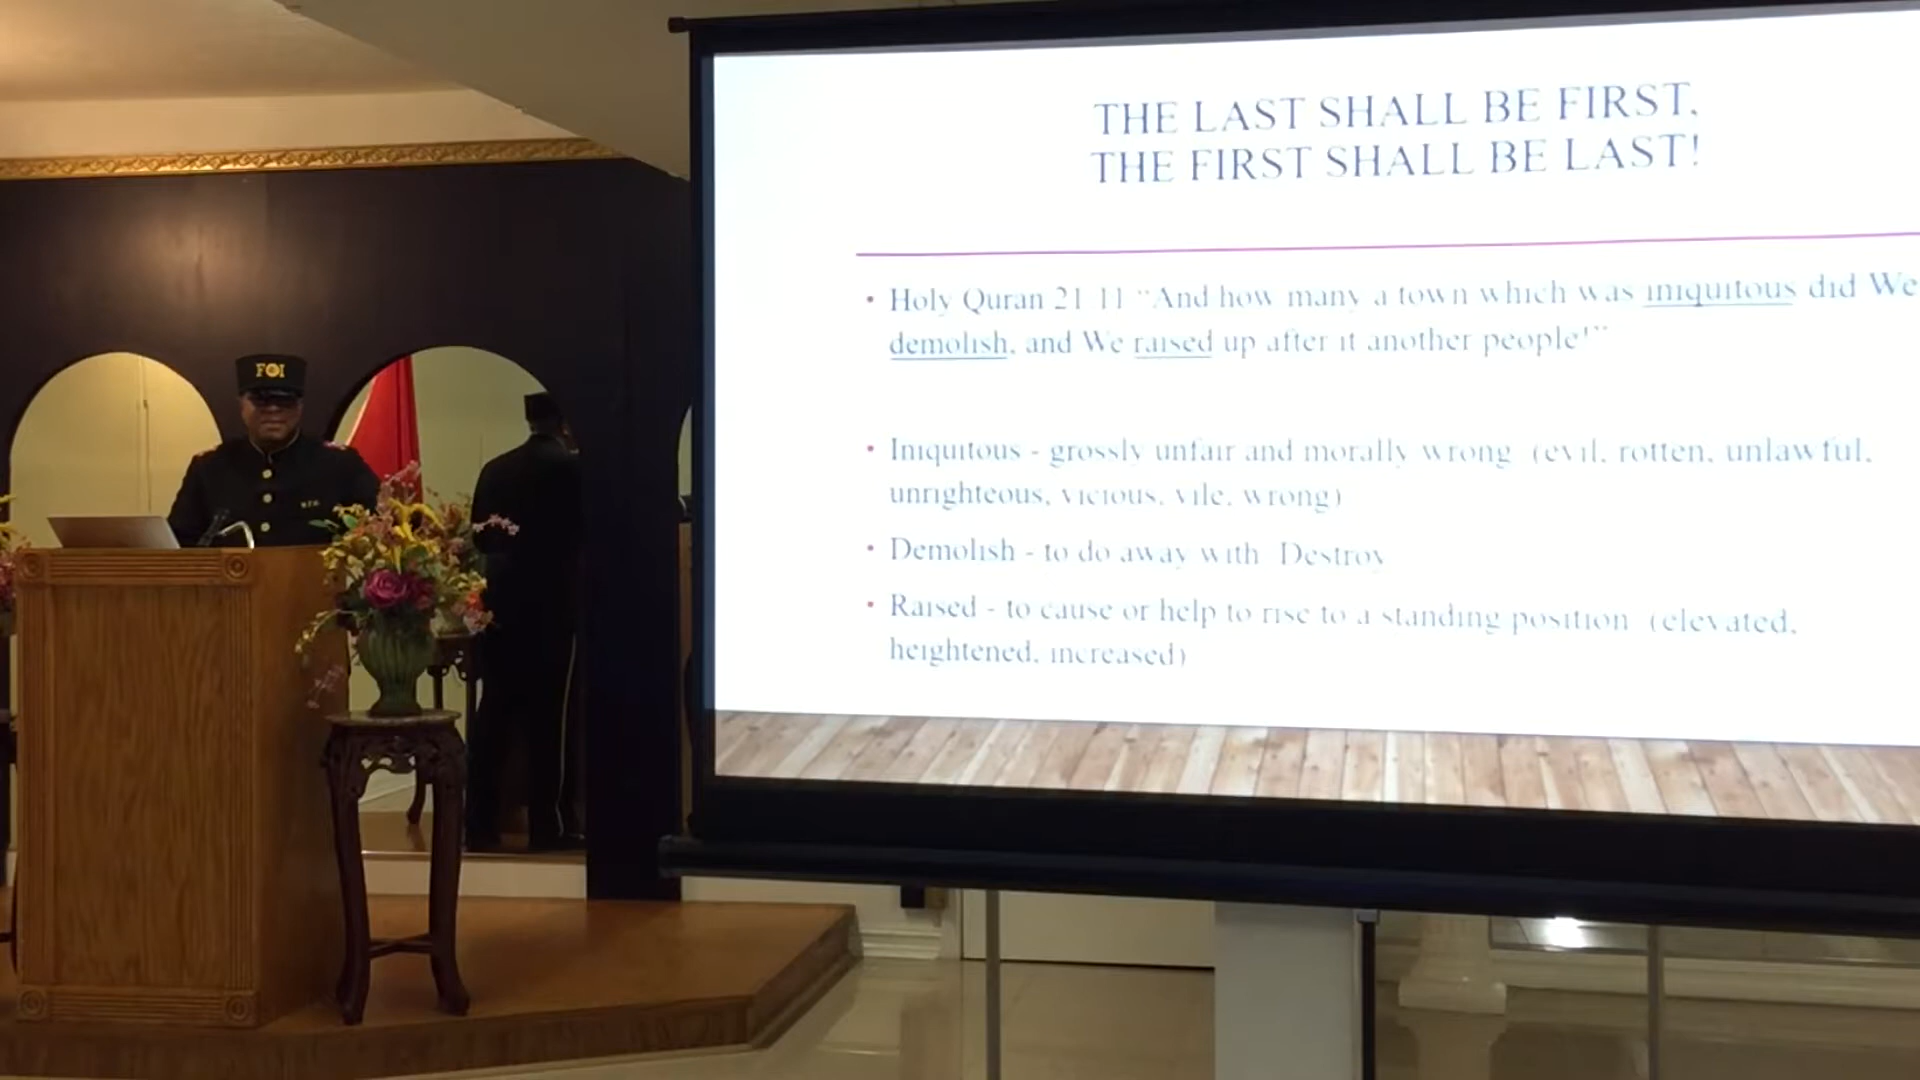 FOI
THE LAST SHALL BE FIRST,
THE FIRST SHALL BE LAST!
• Holy Quran 21 11 “And how many a town which was iniquitous did We
demolish, and We raised up after it another people!”
• Iniquitous - grossly unfair and morally wrong (evil, rotten, unlawful,
unrighteous, vicious, vile, wrong)
• Demolish - to do away with Destroy
• Raised - to cause or help to rise to a standing position (elevated,
heightened, increased)